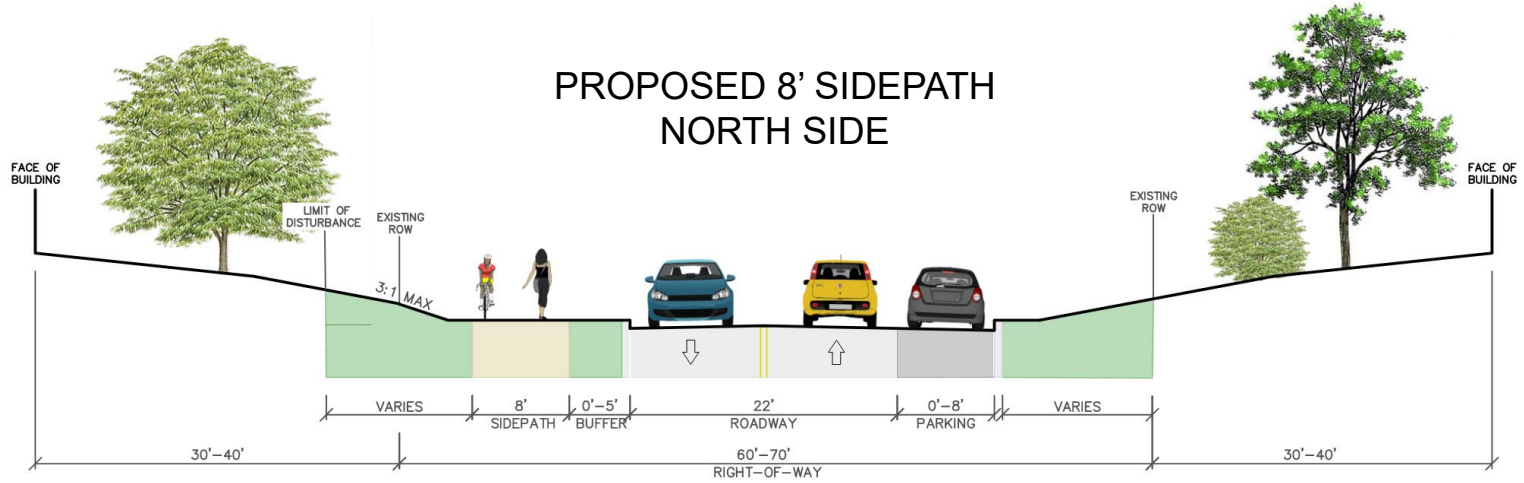 PROPOSED 8’ SIDEPATH
NORTH SIDE
FACE OF
BUILDING
LIMIT OF
DISTURBANCE
EXISTING
ROW
3:1 MAX
EXISTING
ROW
FACE OF
BUILDING
VARIES
8’
SIDEPATH
0’–5’
BUFFER
22’
ROADWAY
0’–8’
PARKING
VARIES
30’–40’
60’–70’
RIGHT–OF–WAY
30’–40’